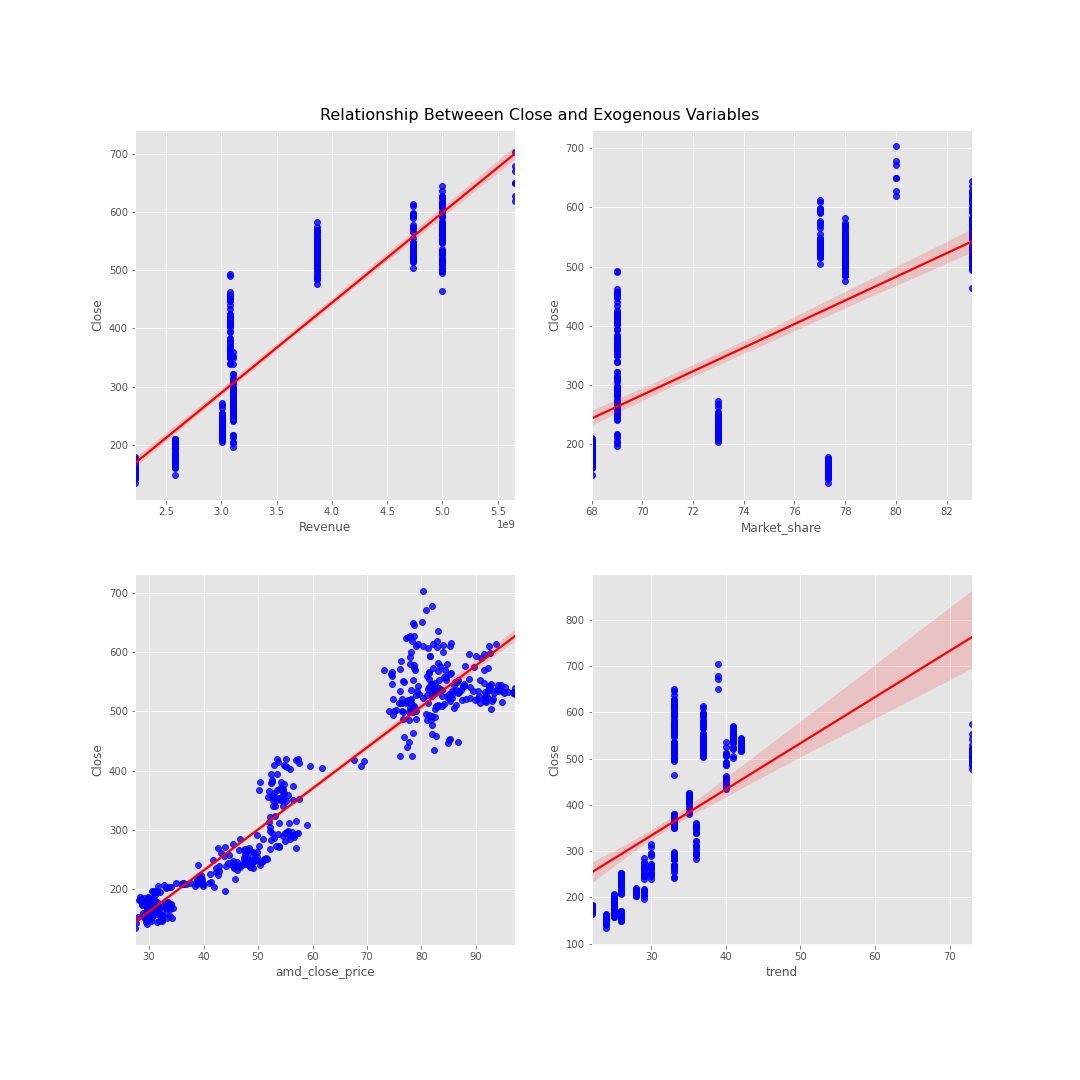 Relationship Betweeen Close and Exogenous Variables
700
600
500
400
300
200
Close
2.5 3.0 3.5 4.0 4.5 5.0 5.5
1e9
Revenue
700
600
500
400
300
200
Close
68 70 72 74 76 78 80 82
Market_share
700
600
500
400
300
200
Close
30 40 50 60 70 80 90
amd_close_price
800
700
600
500
400
300
200
100
Close
30 40 50 60 70
trend